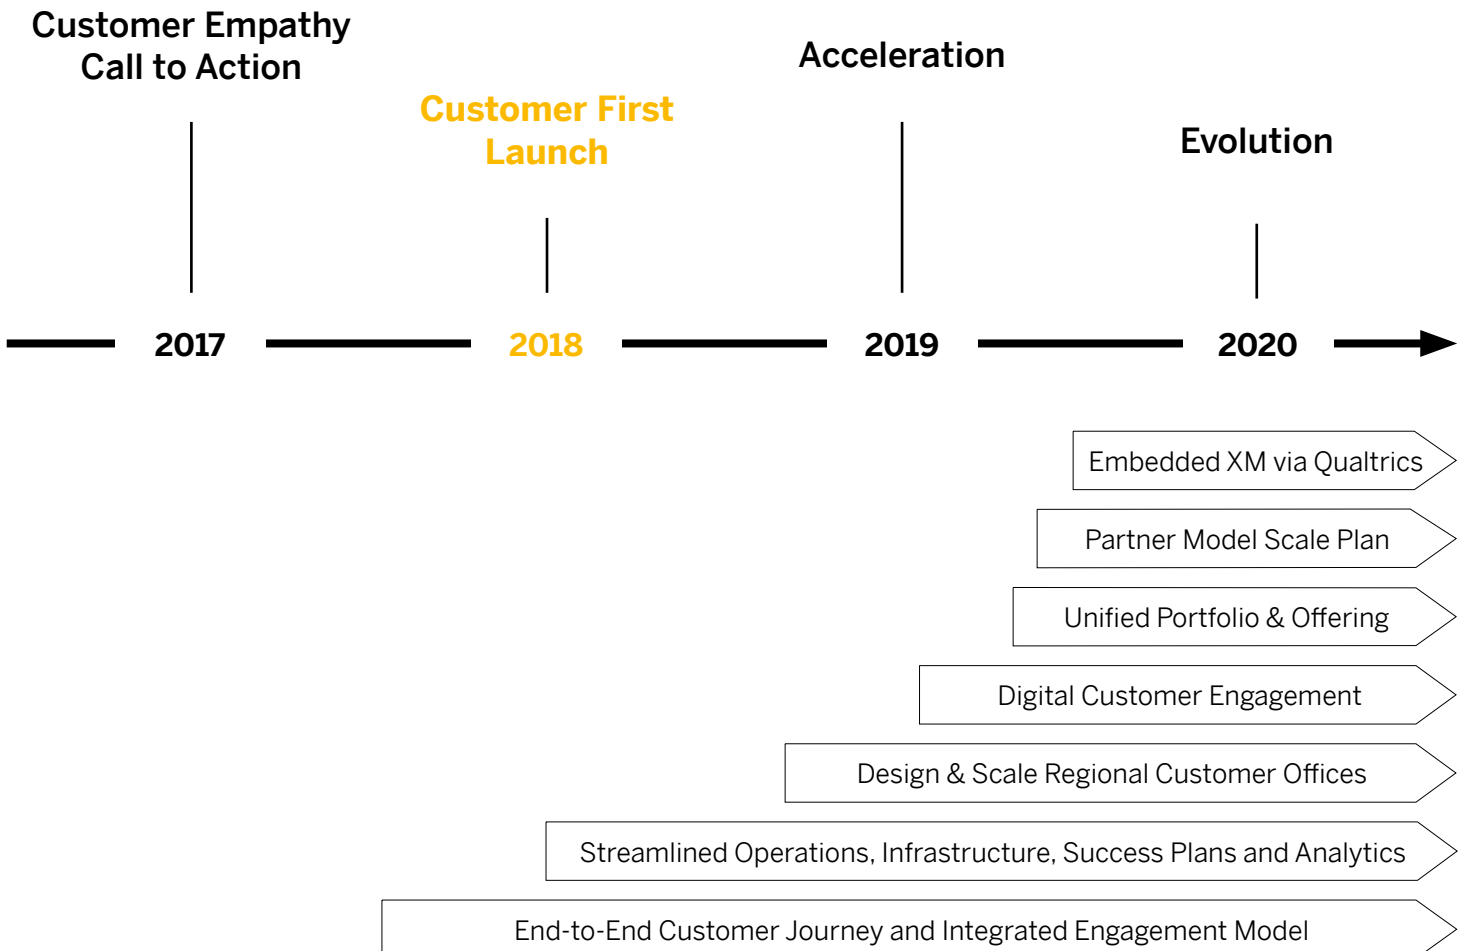 Customer Empathy
Call to Action
Customer First
Launch
Acceleration
Evolution
2017
2018
2019
2020
Embedded XM via Qualtrics
Partner Model Scale Plan
Unified Portfolio & Offering
Digital Customer Engagement
Design & Scale Regional Customer Offices
Streamlined Operations, Infrastructure, Success Plans and Analytics
End-to-End Customer Journey and Integrated Engagement Model